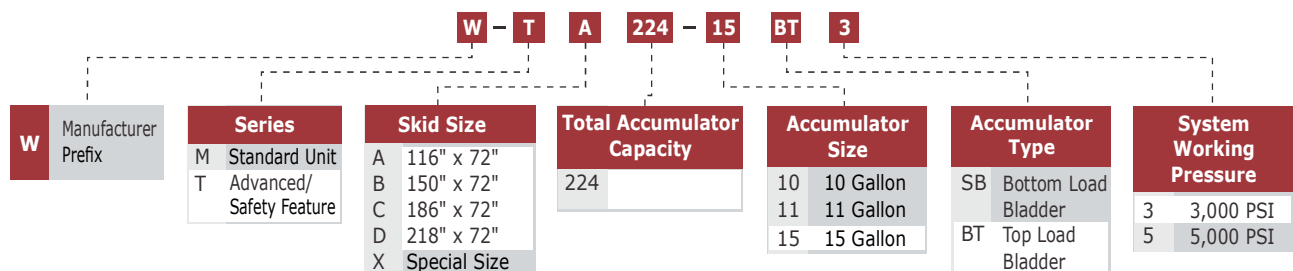 W – T A 224 – 15 BT 3
W Manufacturer
Prefix
Series
M Standard Unit
T Advanced/
Safety Feature
Skid Size
A 116" x 72"
B 150" x 72"
C 186" x 72"
D 218" x 72"
X Special Size
Total Accumulator
Capacity
224
Accumulator
Size
10 10 Gallon
11 11 Gallon
15 15 Gallon
Accumulator
Type
SB Bottom Load
Bladder
BT Top Load
Bladder
System
Working
Pressure
3 3,000 PSI
5 5,000 PSI